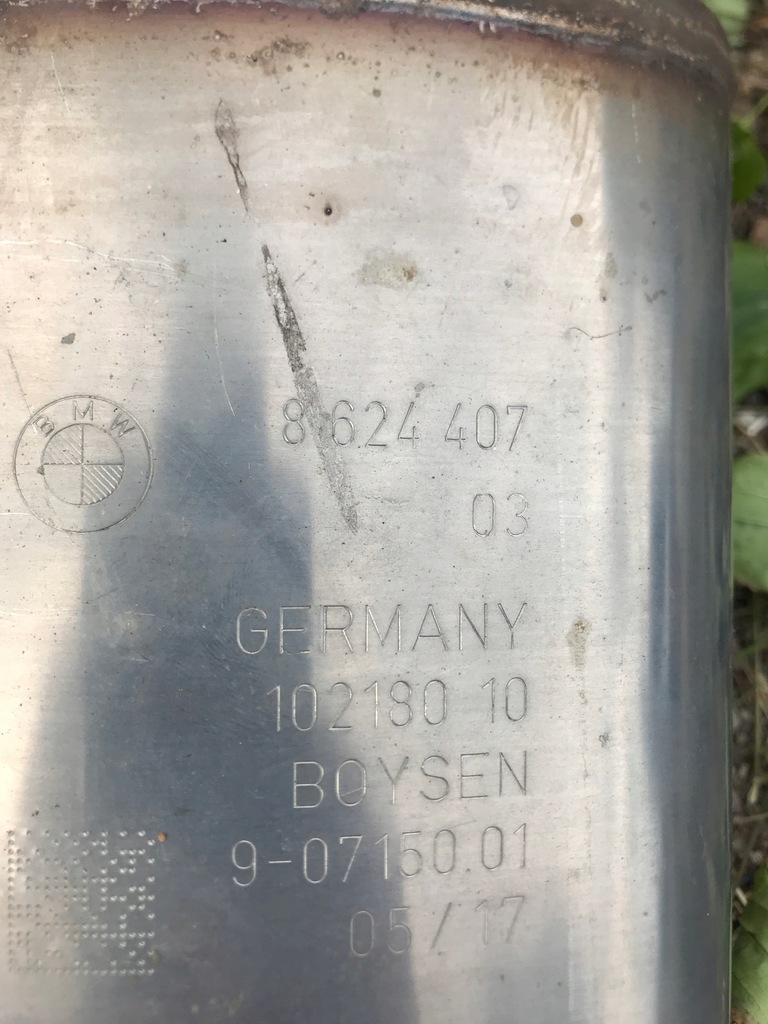 BMW
8 624 407
03
GERMANY
102180 10
BOYSEN
9-07150.01
05/17